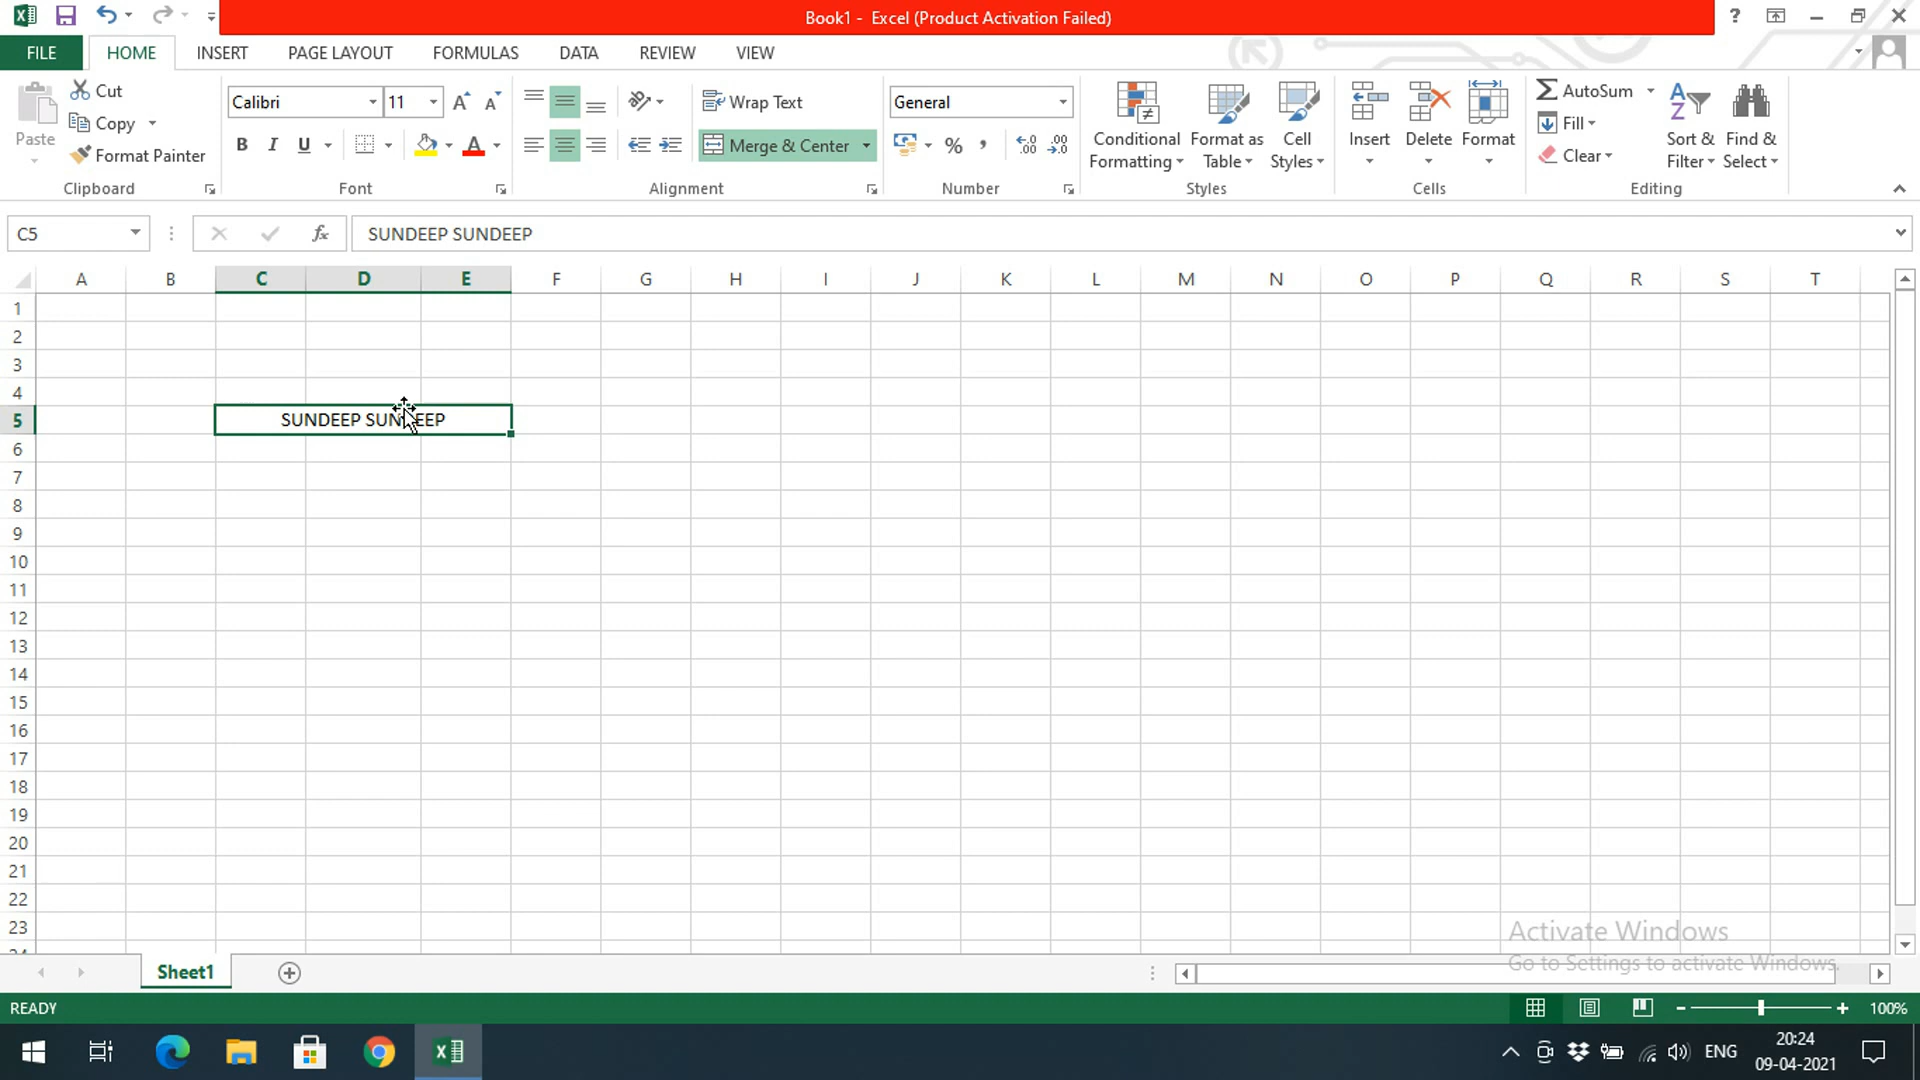 Book1 - Excel (Product Activation Failed)
FILE HOME INSERT PAGE LAYOUT FORMULAS DATA REVIEW VIEW
Paste Cut Copy Format Painter Clipboard
Calibri 11 B I U A Font
Wrap Text Merge & Center Alignment
General % , Number
Conditional Formatting Format as Table Cell Styles Styles
Insert Delete Format Cells
AutoSum Fill Clear Sort & Filter Find & Select Editing
C5 fx SUNDEEP SUNDEEP
A B C D E F G H I J K L M N O P Q R S T
1
2
3
4
5 SUNDEEP SUNDEEP
6
7
8
9
10
11
12
13
14
15
16
17
18
19
20
21
22
23
Activate Windows
Go to Settings to activate Windows.
Sheet1
READY 100%
ENG 20:24
09-04-2021